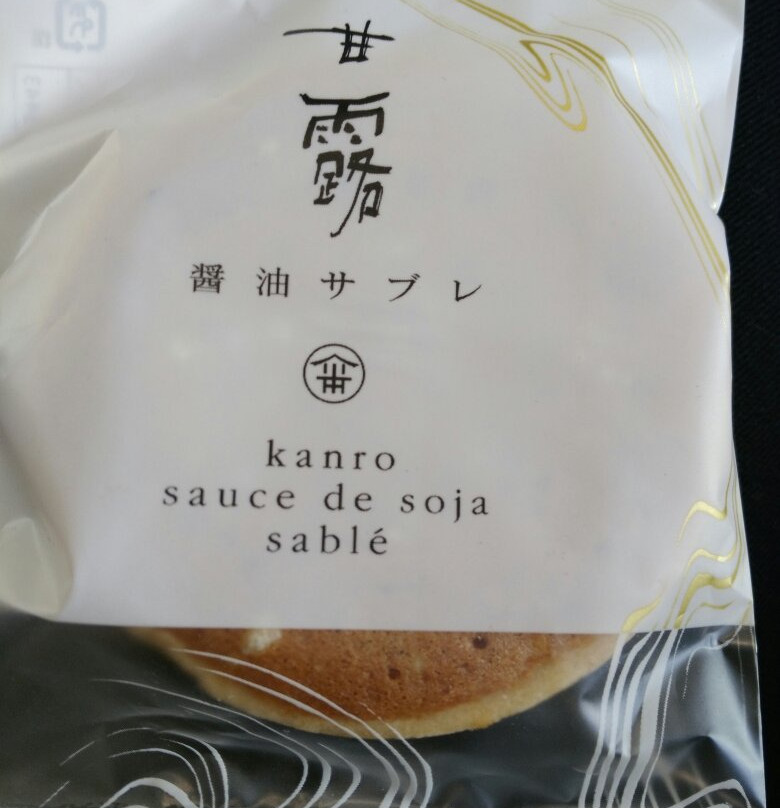 甘露
醤油サブレ
kanro
sauce de soja
sablé